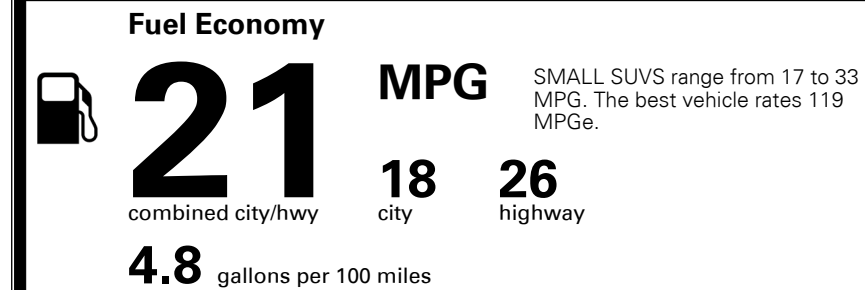 Fuel Economy
21 MPG
SMALL SUVS range from 17 to 33
MPG. The best vehicle rates 119
MPGe.
combined city/hwy
18 city
26 highway
4.8 gallons per 100 miles